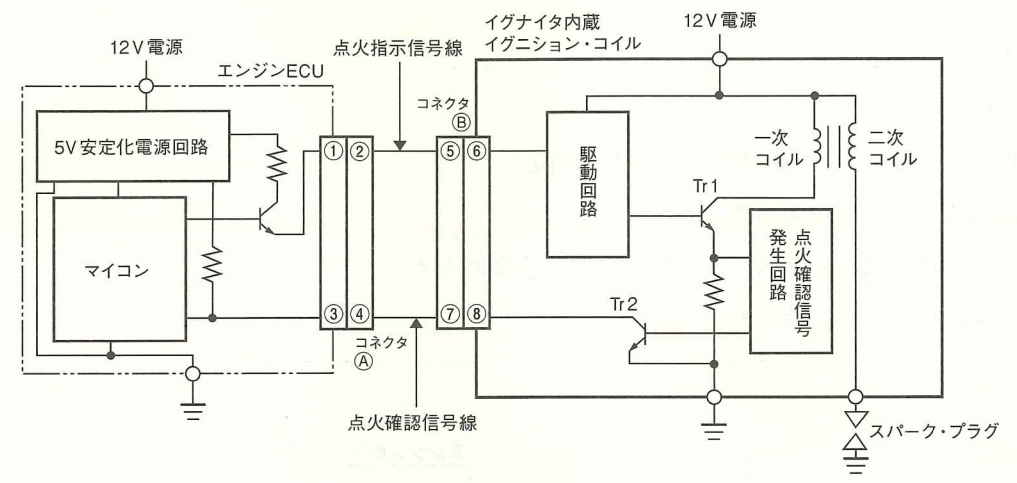 12V電源
エンジンECU
5V安定化電源回路
マイコン
点火指示信号線
コネクタ
Ⓑ
① ② ⑤ ⑥
③ ④ ⑦ ⑧
コネクタ
Ⓐ
点火確認信号線
イグナイタ内蔵
イグニション・コイル
12V電源
駆動回路
一次
コイル
二次
コイル
Tr1
点火確認信号
発生回路
Tr2
スパーク・プラグ